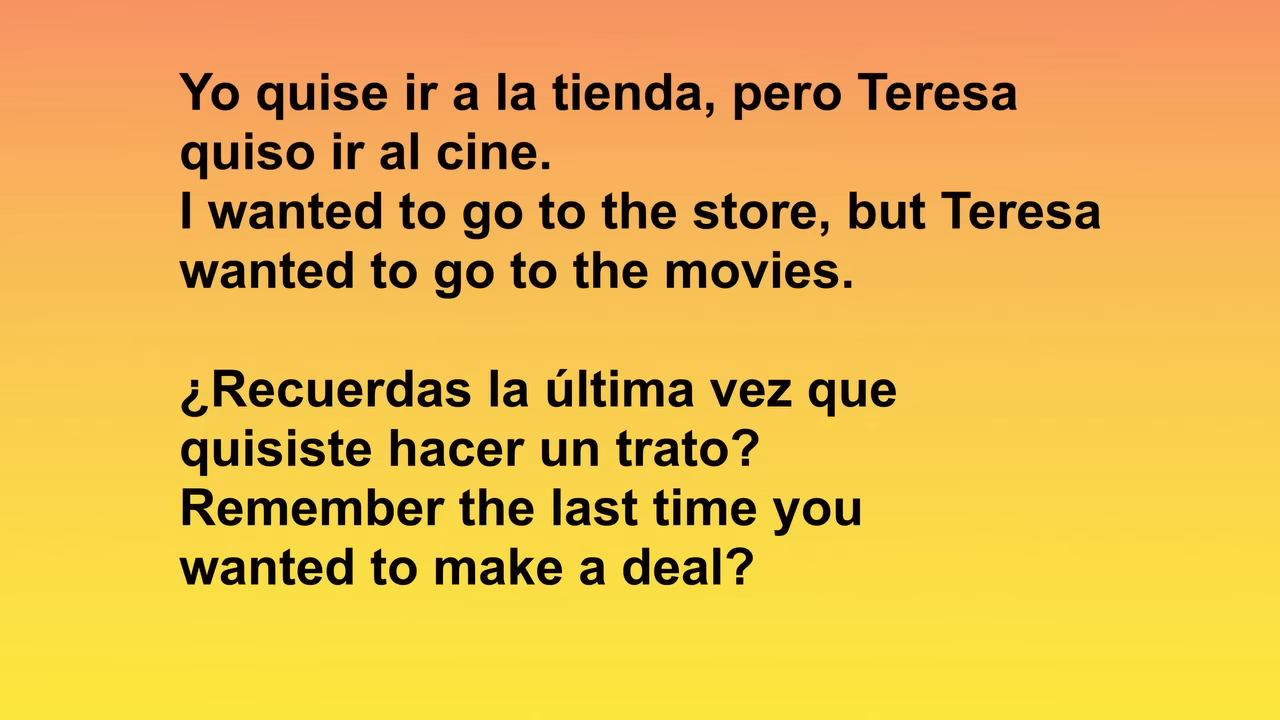 Yo quise ir a la tienda, pero Teresa
quiso ir al cine.
I wanted to go to the store, but Teresa
wanted to go to the movies.
¿Recuerdas la última vez que
quisiste hacer un trato?
Remember the last time you
wanted to make a deal?